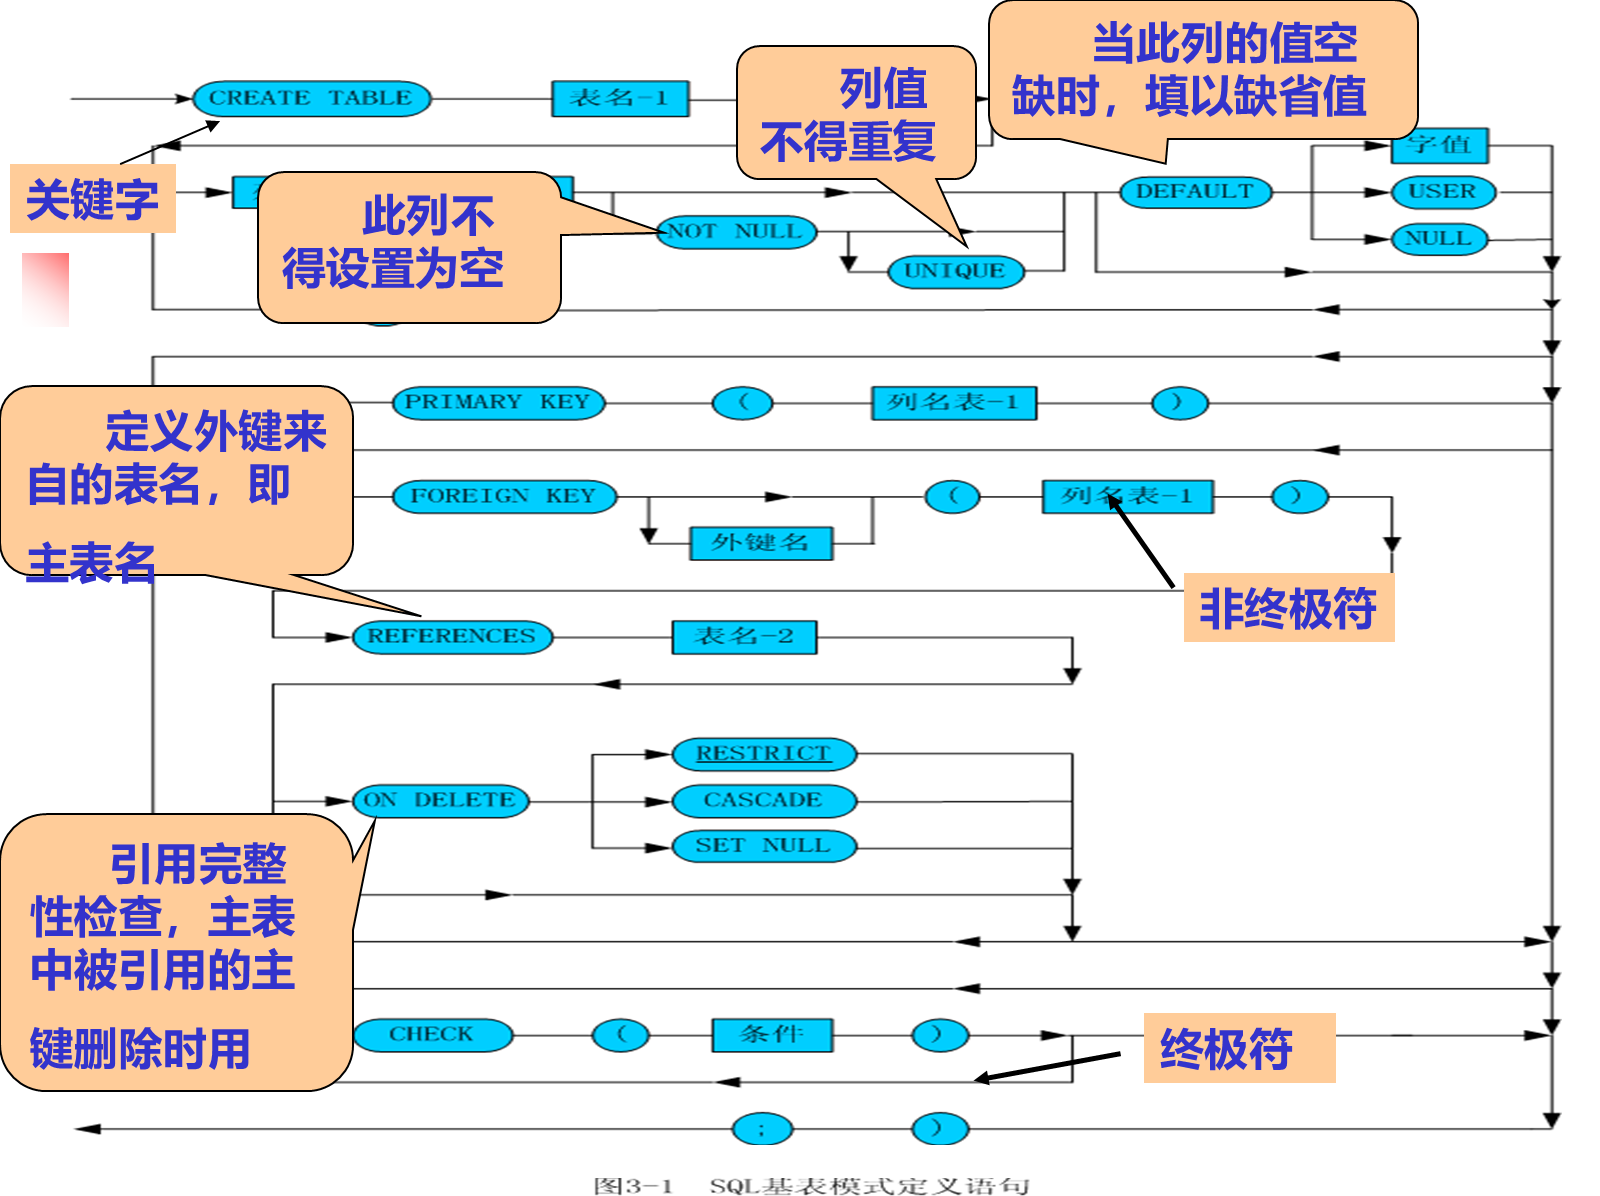 当此列的值空
缺时，填以缺省值
列值
不得重复
CREATE TABLE
表名-1
关键字
字值
此列不
得设置为空
DEFAULT
USER
NOT NULL
NULL
UNIQUE
定义外键来
自的表名，即
主表名
PRIMARY KEY
(
列名表-1
)
FOREIGN KEY
(
列名表-1
)
外键名
非终极符
REFERENCES
表名-2
RESTRICT
ON DELETE
CASCADE
SET NULL
引用完整
性检查，主表
中被引用的主
键删除时用
CHECK
(
条件
)
终极符
;
)
图3-1 SQL基表模式定义语句